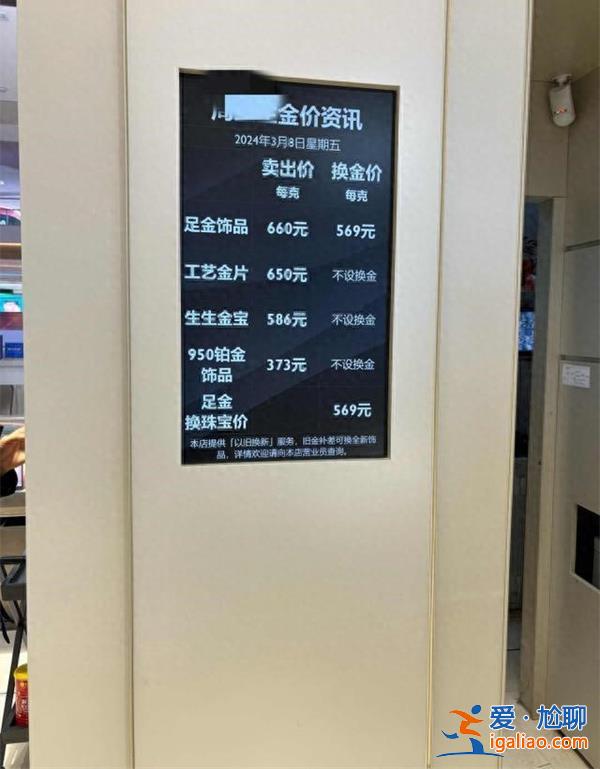 金价资讯
2024年3月8日星期五
卖出价 换金价
每克 每克
足金饰品 660元 569元
工艺金片 650元 不设换金
生生金宝 586元 不设换金
950铂金
饰品 373元 不设换金
足金
换珠宝价 569元
本店提供「以旧换新」服务，旧金补差可换全新饰
品，详情欢迎请向本店营业员查询。
爱·尬聊
igaliao.com